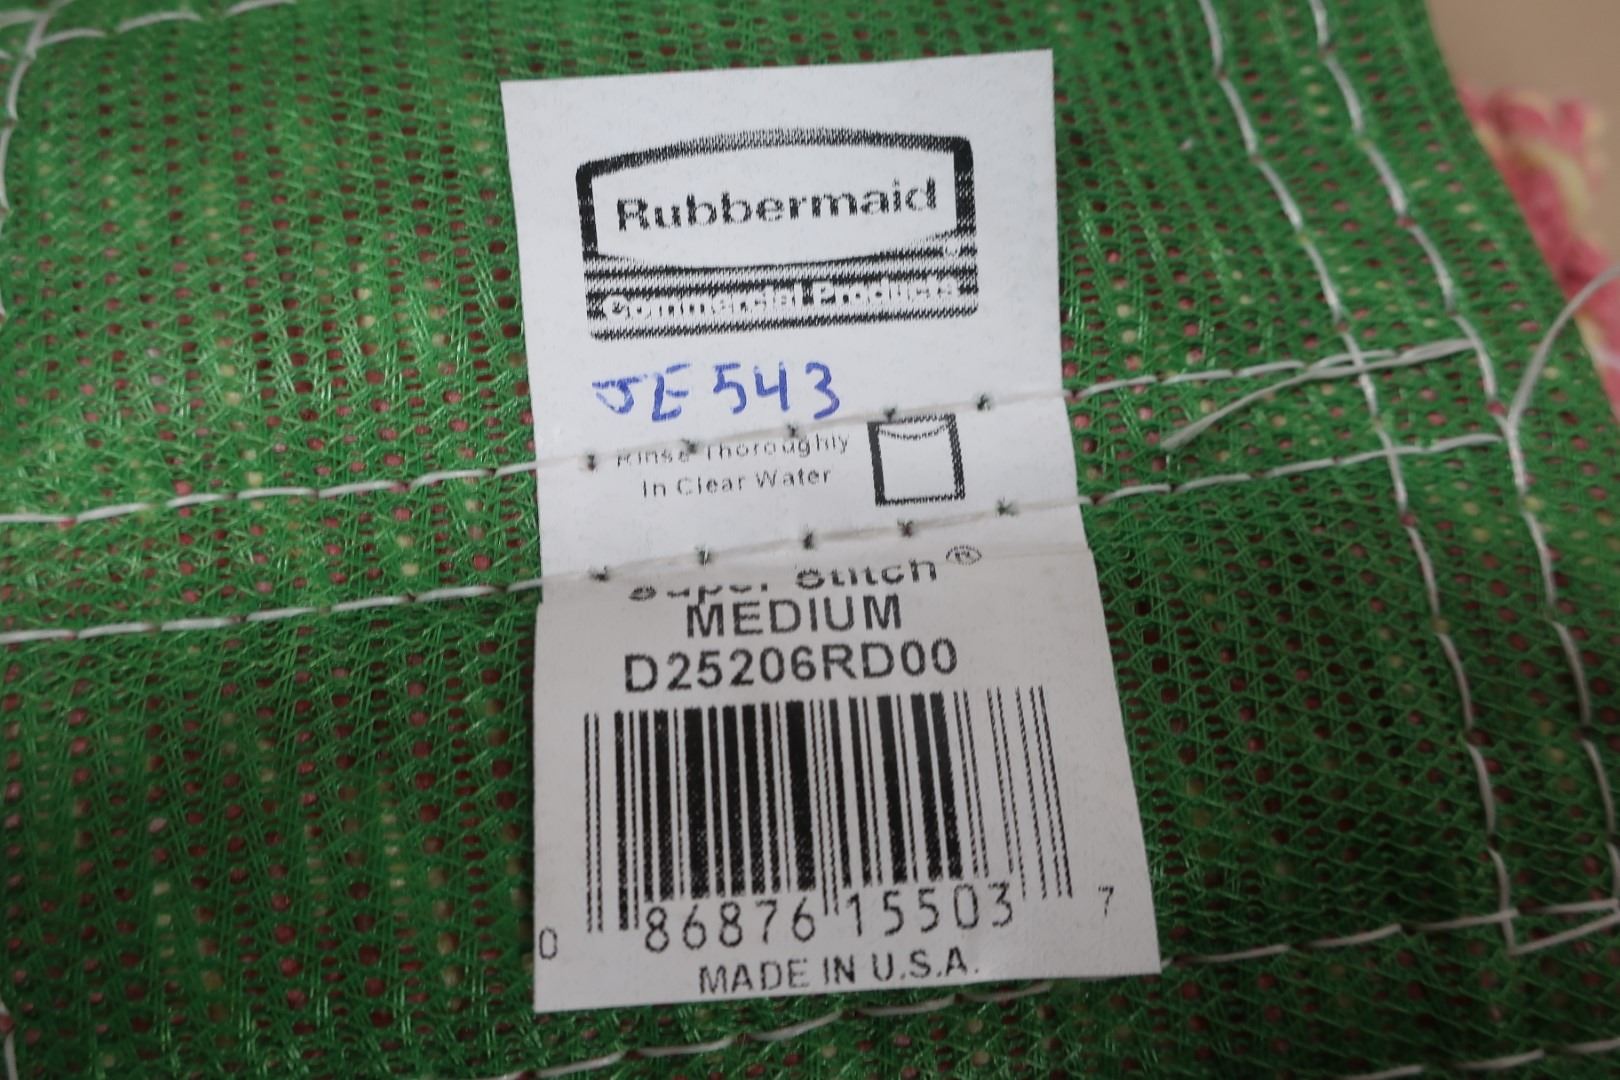 Rubbermaid
Commercial Products
JE543
Rinse Thoroughly
In Clear Water
Super Stitch®
MEDIUM
D25206RD00
0 86876 15503 7
MADE IN U.S.A.